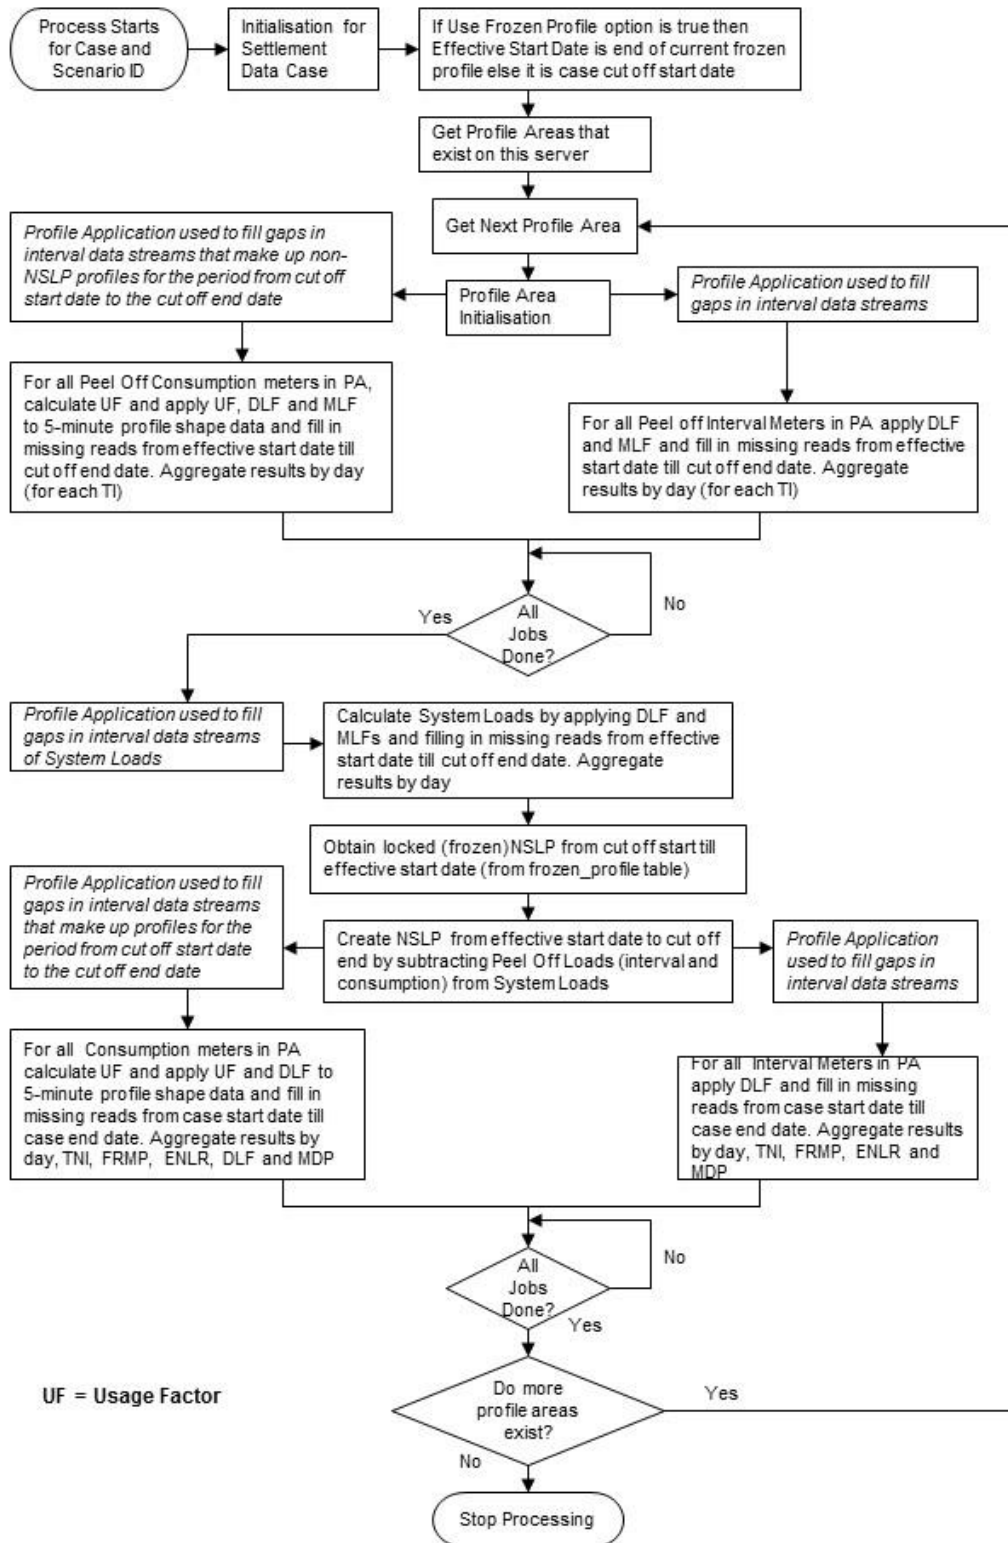 Process Starts
for Case and
Scenario ID
Initialisation for
Settlement
Data Case
If Use Frozen Profile option is true then
Effective Start Date is end of current frozen
profile else it is case cut off start date
Get Profile Areas that
exist on this server
Get Next Profile Area
Profile Application used to fill gaps in
interval data streams that make up non-
NSLP profiles for the period from cut off
start date to the cut off end date
Profile Area
Initialisation
Profile Application used to fill
gaps in interval data streams
For all Peel Off Consumption meters in PA,
calculate UF and apply UF, DLF and MLF
to 5-minute profile shape data and fill in
missing reads from effective start date till
cut off end date. Aggregate results by day
(for each TI)
For all Peel off Interval Meters in PA apply DLF
and MLF and fill in missing reads from effective
start date till cut off end date. Aggregate
results by day (for each TI)
All
Jobs
Done?
No
Yes
Profile Application used to fill
gaps in interval data streams
of System Loads
Calculate System Loads by applying DLF and
MLFs and filling in missing reads from effective
start date till cut off end date. Aggregate
results by day
Obtain locked (frozen)NSLP from cut off start till
effective start date (from frozen_profile table)
Profile Application used to fill
gaps in interval data streams
that make up profiles for the
period from cut off start date
to the cut off end date
Create NSLP from effective start date to cut off
end by subtracting Peel Off Loads (interval and
consumption) from System Loads
Profile Application
used to fill gaps in
interval data streams
For all Consumption meters in PA
calculate UF and apply UF and DLF to
5-minute profile shape data and fill in
missing reads from case start date till
case end date. Aggregate results by
day, TNI, FRMP, ENLR, DLF and MDP
For all Interval Meters in PA
apply DLF and fill in missing
reads from case start date till
case end date. Aggregate results
by day, TNI, FRMP, ENLR and
MDP
All
Jobs
Done?
No
Yes
UF = Usage Factor
Do more
profile areas
exist?
Yes
No
Stop Processing